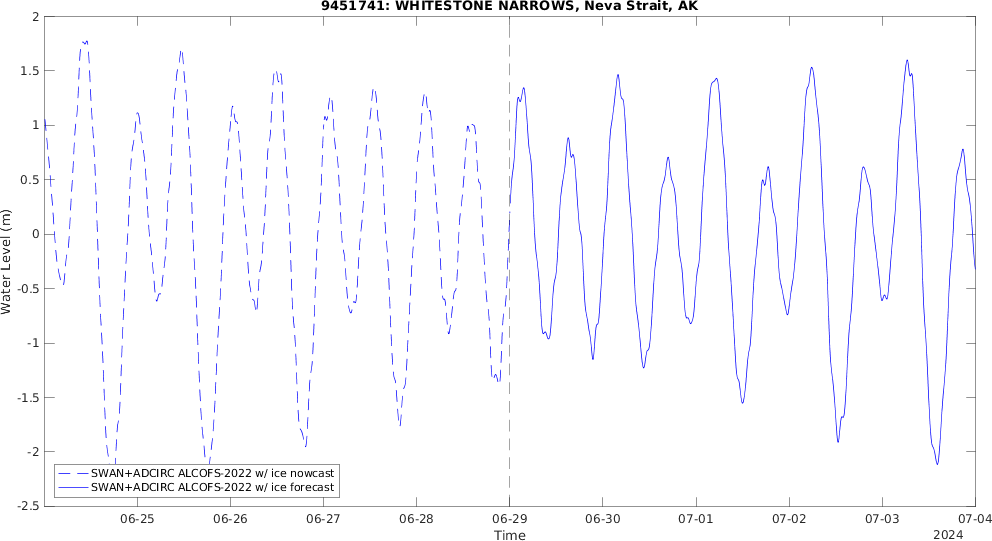 9451741: WHITESTONE NARROWS, Neva Strait, AK
2
1.5
1
0.5
0
-0.5
-1
-1.5
-2
-2.5
Water Level (m)
SWAN+ADCIRC ALCOFS-2022 w/ ice nowcast
SWAN+ADCIRC ALCOFS-2022 w/ ice forecast
06-25 06-26 06-27 06-28 06-29 06-30 07-01 07-02 07-03 07-04
Time
2024